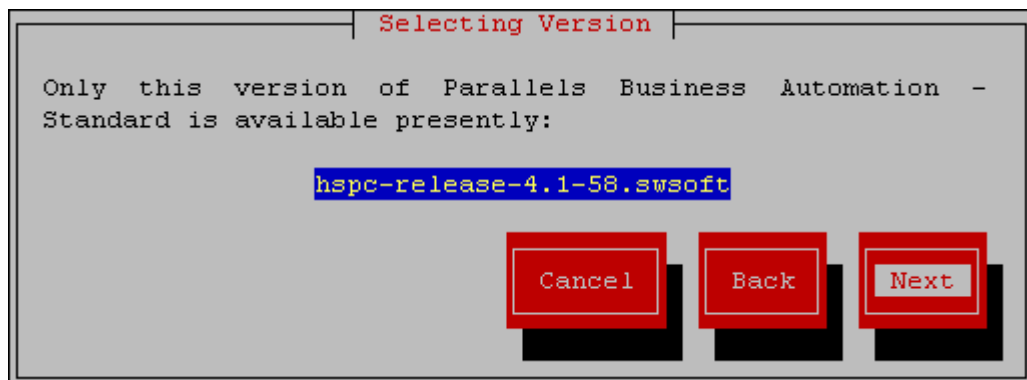 Selecting Version
Only this version of Parallels Business Automation -
Standard is available presently:
hspc-release-4.1-58.swsoft
Cancel Back Next